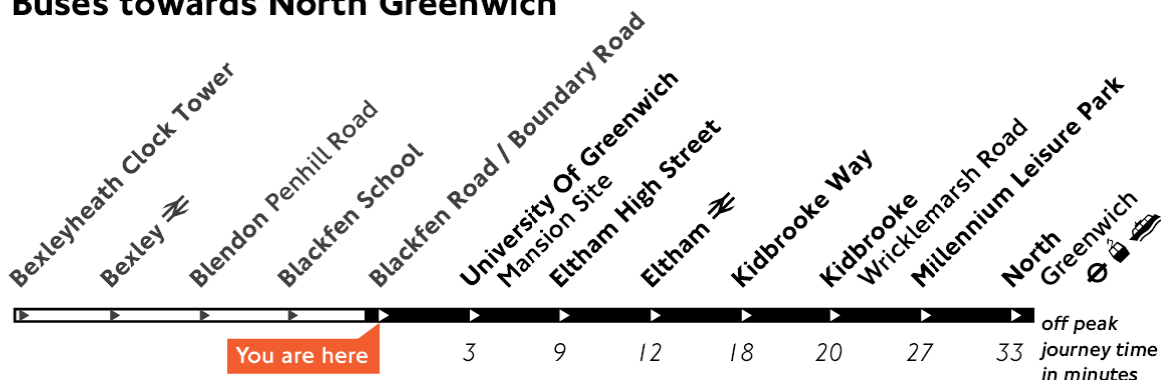 Buses towards North Greenwich
Bexleyheath Clock Tower
Bexley
Blendon Penhill Road
Blackfen School
Blackfen Road / Boundary Road
University Of Greenwich
Mansion Site
Eltham High Street
Eltham
Kidbrooke Way
Kidbrooke
Wricklemarsh Road
Millennium Leisure Park
North
Greenwich
You are here
3
9
12
18
20
27
33
off peak
journey time
in minutes